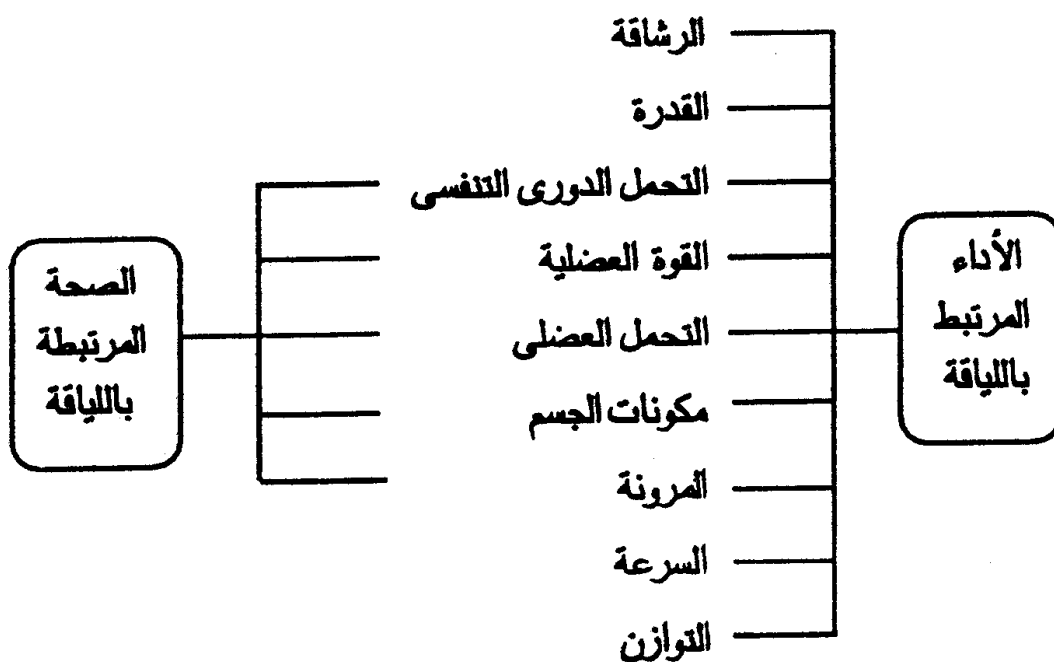 الأداء
المرتبط
باللياقة
الرشاقة
القدرة
التحمل الدورى التنفسى
القوة العضلية
التحمل العضلى
مكونات الجسم
المرونة
السرعة
التوازن
الصحة
المرتبطة
باللياقة